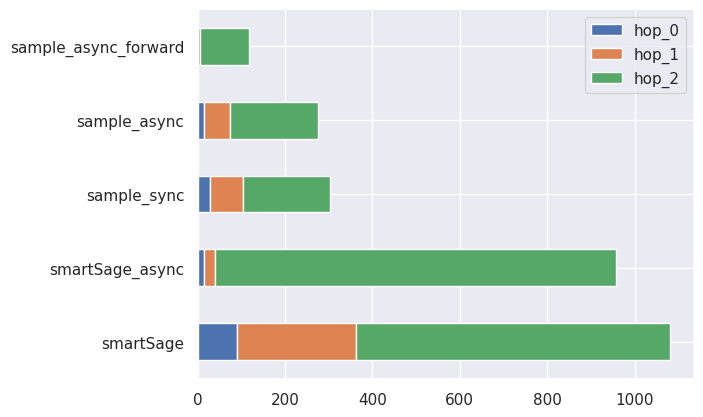 sample_async_forward
sample_async
sample_sync
smartSage_async
smartSage
hop_0
hop_1
hop_2
0 200 400 600 800 1000